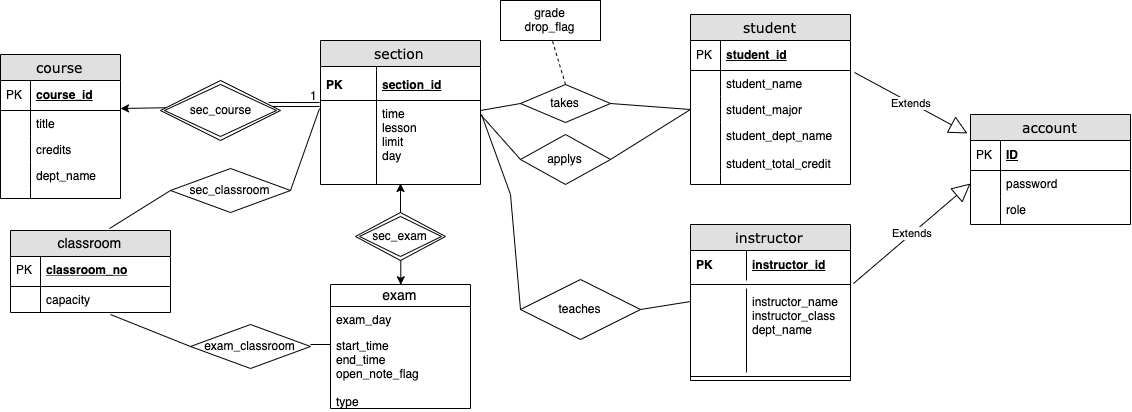 course
PK course_id
title
credits
dept_name
sec_course
1
section
PK section_id
time
lesson
limit
day
sec_classroom
classroom
PK classroom_no
capacity
sec_exam
exam
exam_day
start_time
end_time
open_note_flag
type
exam_classroom
grade
drop_flag
takes
applys
teaches
student
PK student_id
student_name
student_major
student_dept_name
student_total_credit
instructor
PK instructor_id
instructor_name
instructor_class
dept_name
Extends
Extends
account
PK ID
password
role